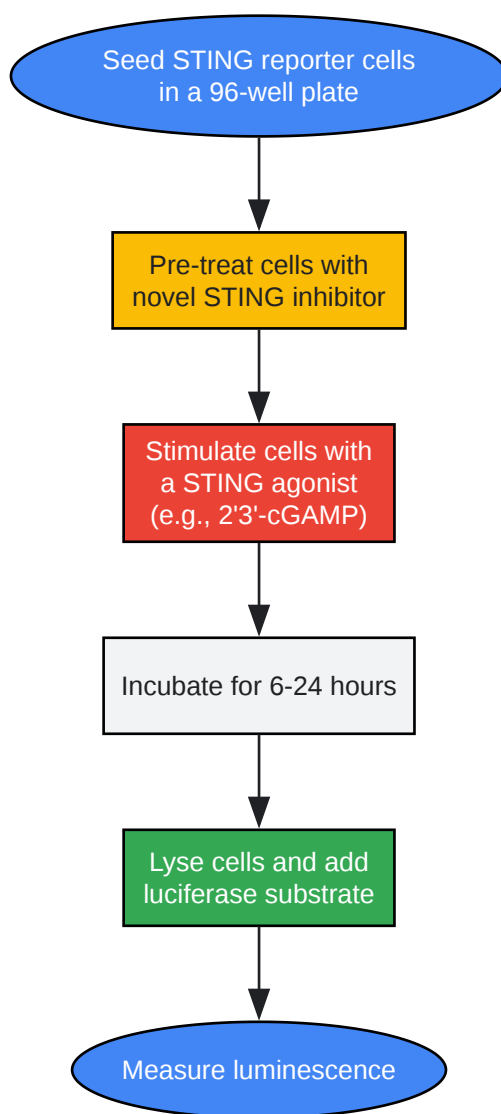 Seed STING reporter cells
in a 96-well plate
Pre-treat cells with
novel STING inhibitor
Stimulate cells with
a STING agonist
(e.g., 2'3'-cGAMP)
Incubate for 6-24 hours
Lyse cells and add
luciferase substrate
Measure luminescence